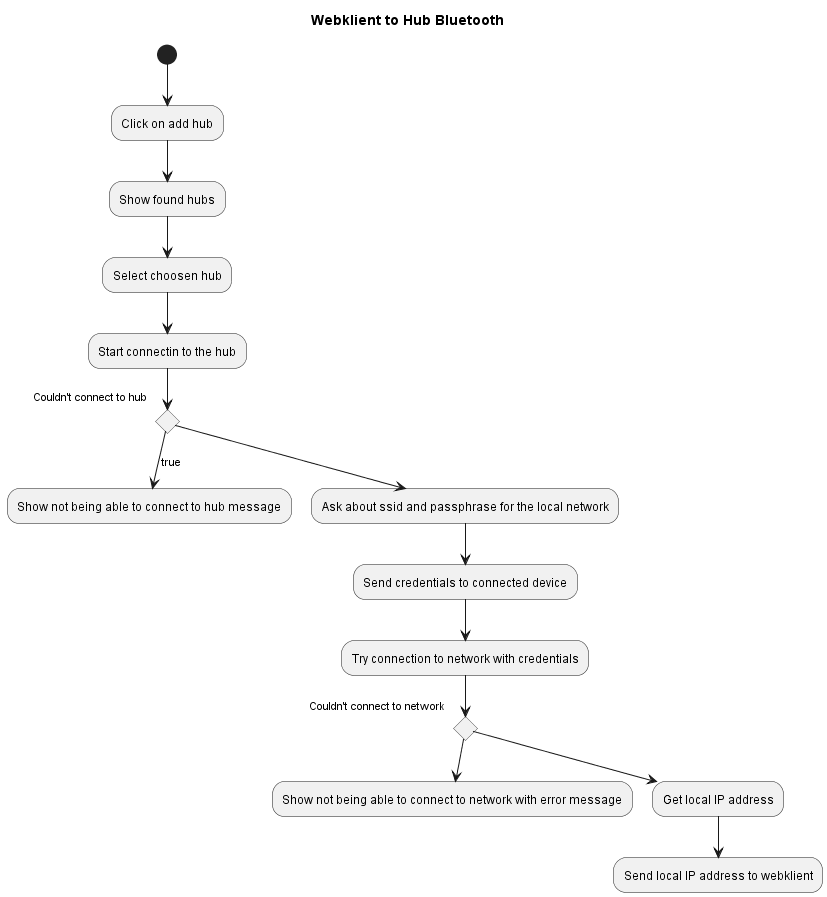 Webklient to Hub Bluetooth
Click on add hub
Show found hubs
Select choosen hub
Start connectin to the hub
Couldn't connect to hub
true
Show not being able to connect to hub message
Ask about ssid and passphrase for the local network
Send credentials to connected device
Try connection to network with credentials
Couldn't connect to network
Show not being able to connect to network with error message
Get local IP address
Send local IP address to webklient